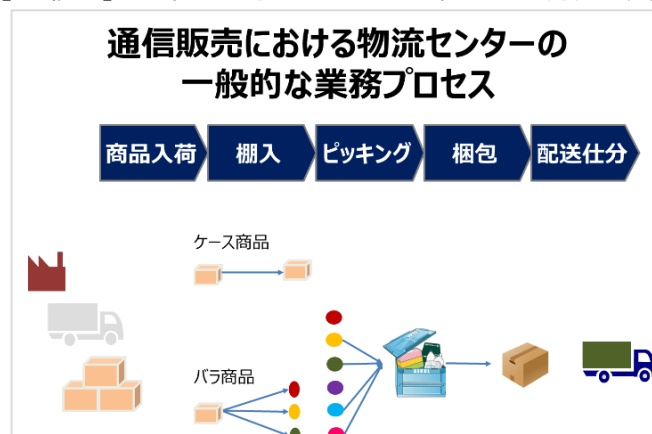 通信販売における物流センターの
一般的な業務プロセス
商品入荷
棚入
ピッキング
梱包
配送仕分
ケース商品
バラ商品